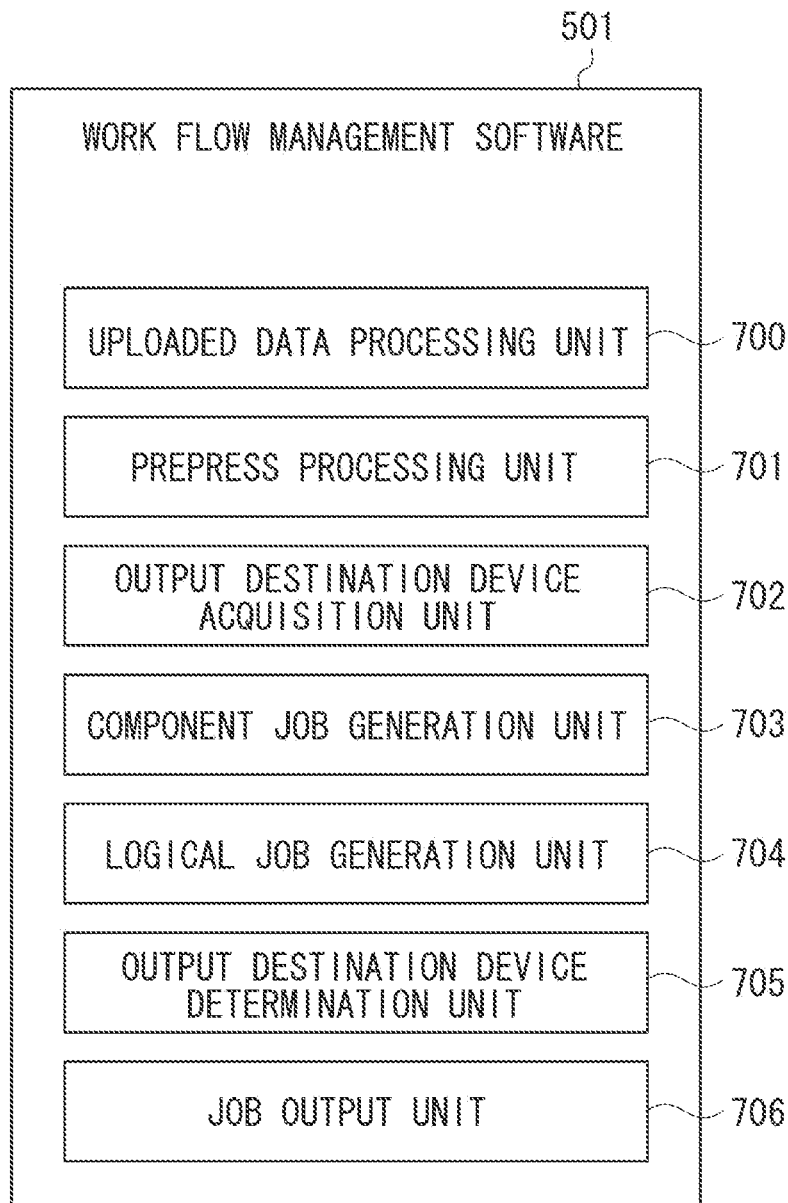 501
WORK FLOW MANAGEMENT SOFTWARE
UPLOADED DATA PROCESSING UNIT
700
PREPRESS PROCESSING UNIT
701
OUTPUT DESTINATION DEVICE
ACQUISITION UNIT
702
COMPONENT JOB GENERATION UNIT
703
LOGICAL JOB GENERATION UNIT
704
OUTPUT DESTINATION DEVICE
DETERMINATION UNIT
705
JOB OUTPUT UNIT
706